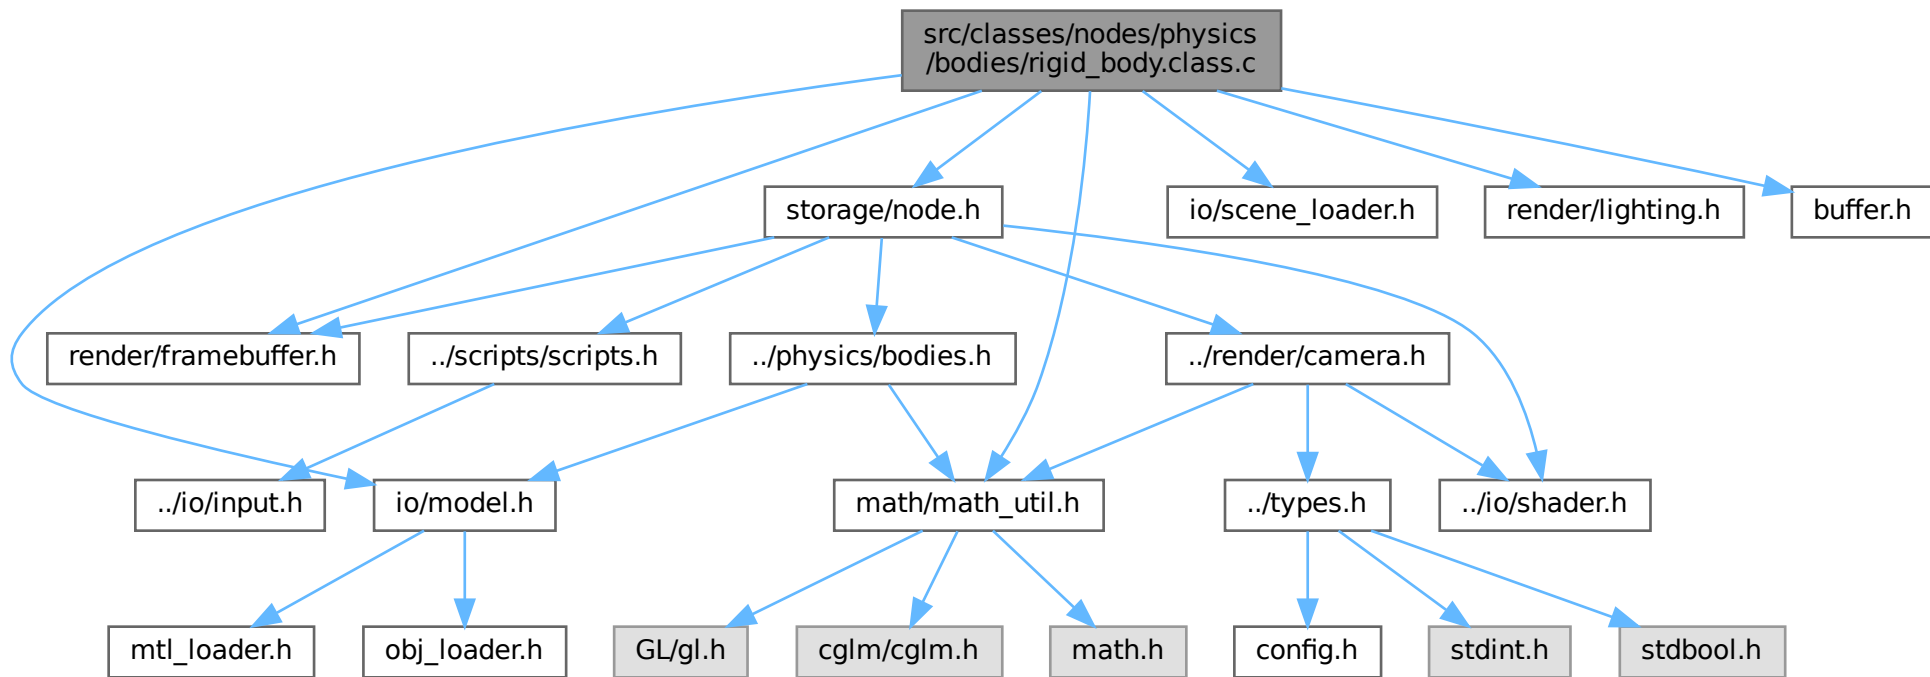 src/classes/nodes/physics
/bodies/rigid_body.class.c
storage/node.h
io/scene_loader.h
render/lighting.h
buffer.h
render/framebuffer.h
../scripts/scripts.h
../physics/bodies.h
../render/camera.h
../io/input.h
io/model.h
math/math_util.h
../types.h
../io/shader.h
mtl_loader.h
obj_loader.h
GL/gl.h
cglm/cglm.h
math.h
config.h
stdint.h
stdbool.h